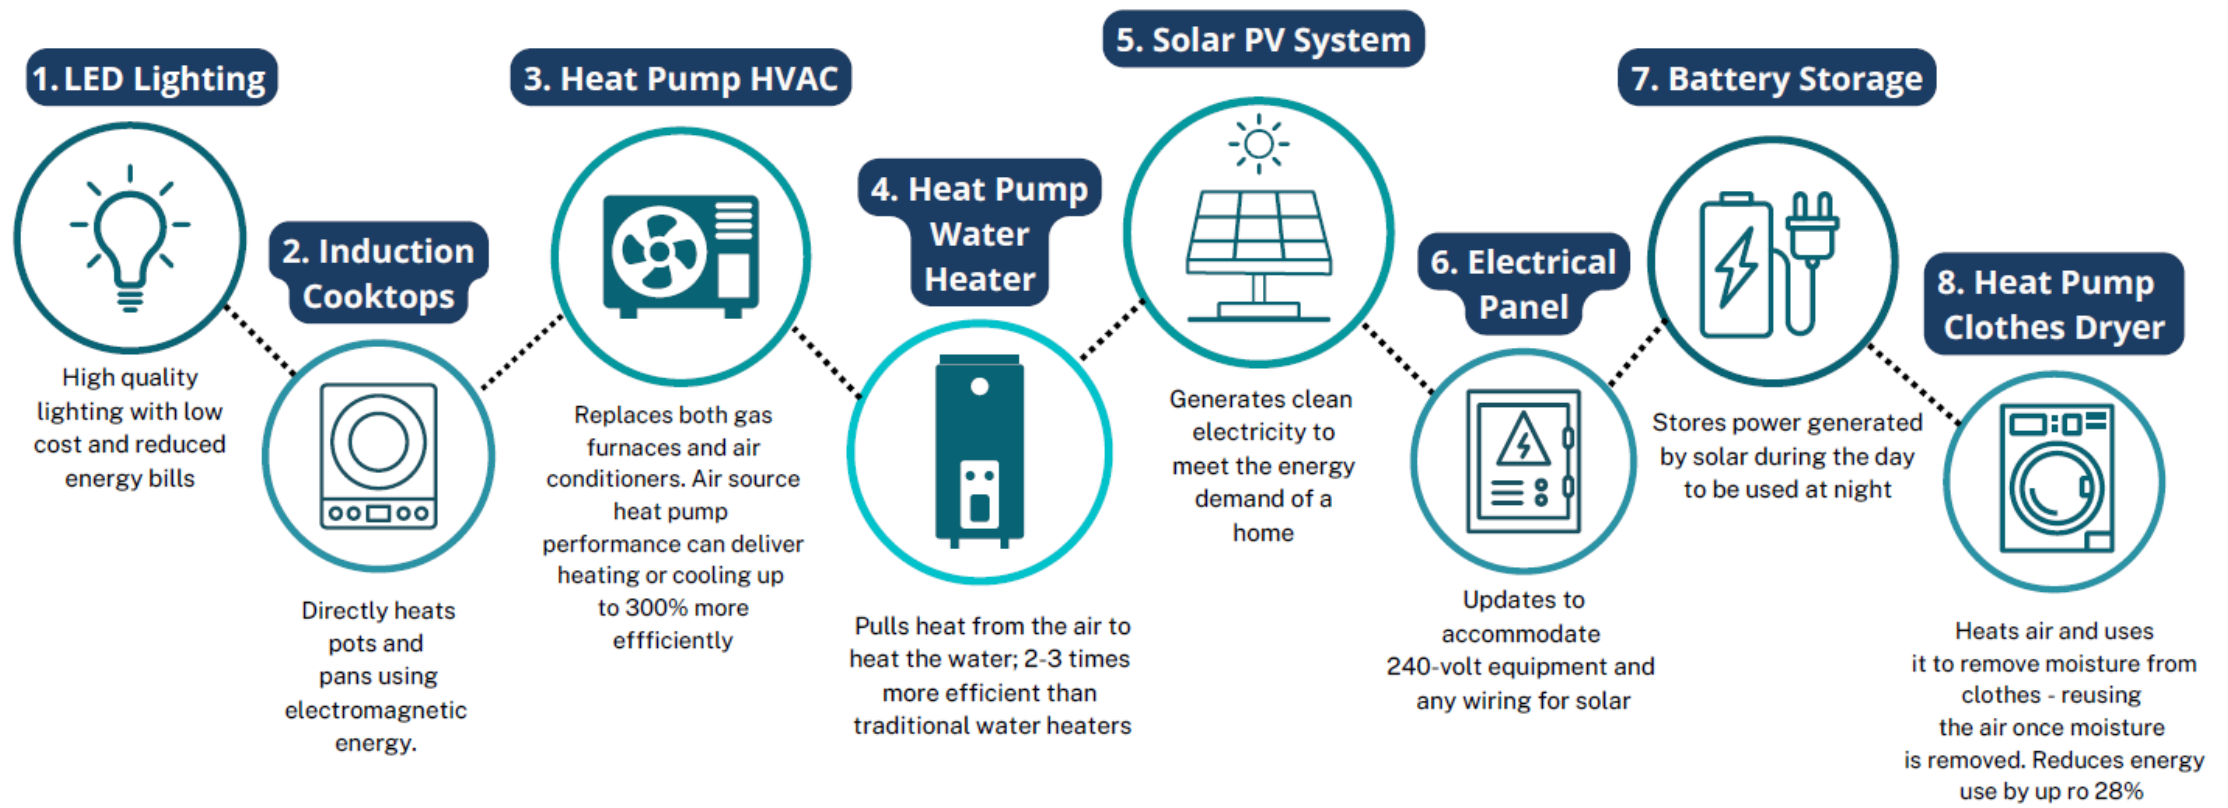 1. LED Lighting
High quality
lighting with low
cost and reduced
energy bills
2. Induction
Cooktops
Directly heats
pots and
pans using
electromagnetic
energy.
3. Heat Pump HVAC
Replaces both gas
furnaces and air
conditioners. Air source
heat pump
performance can deliver
heating or cooling up
to 300% more
effficiently
4. Heat Pump
Water
Heater
Pulls heat from the air to
heat the water; 2-3 times
more efficient than
traditional water heaters
5. Solar PV System
Generates clean
electricity to
meet the energy
demand of a
home
6. Electrical
Panel
Updates to
accommodate
240-volt equipment and
any wiring for solar
7. Battery Storage
Stores power generated
by solar during the day
to be used at night
8. Heat Pump
Clothes Dryer
Heats air and uses
it to remove moisture from
clothes - reusing
the air once moisture
is removed. Reduces energy
use by up ro 28%